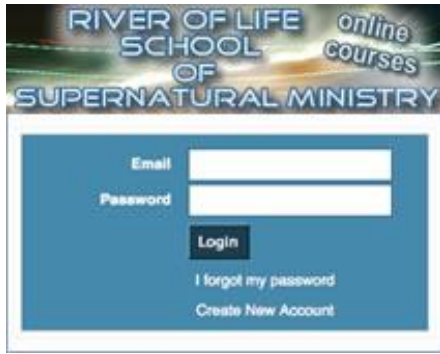 RIVER OF LIFE
SCHOOL
OF
SUPERNATURAL MINISTRY
online
courses
Email
Password
Login
I forgot my password
Create New Account